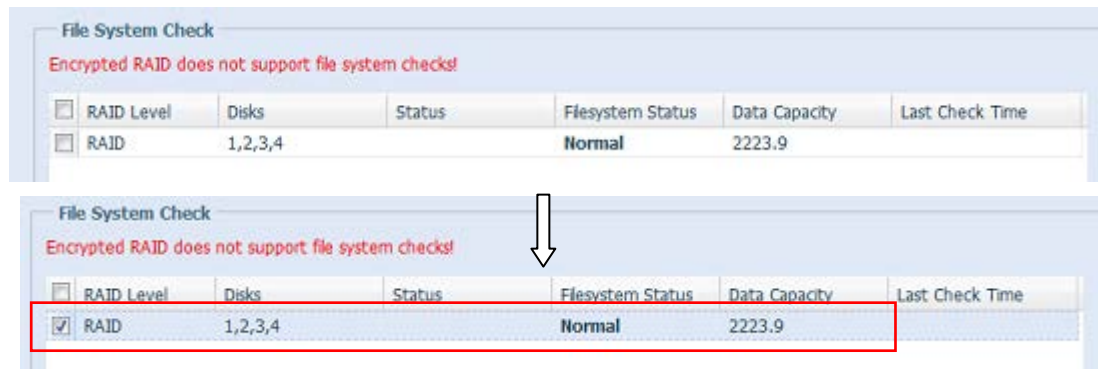 File System Check
Encrypted RAID does not support file system checks!
RAID Level Disks Status Filesystem Status Data Capacity Last Check Time
RAID 1,2,3,4 Normal 2223.9
File System Check
Encrypted RAID does not support file system checks!
RAID Level Disks Status Filesystem Status Data Capacity Last Check Time
RAID 1,2,3,4 Normal 2223.9